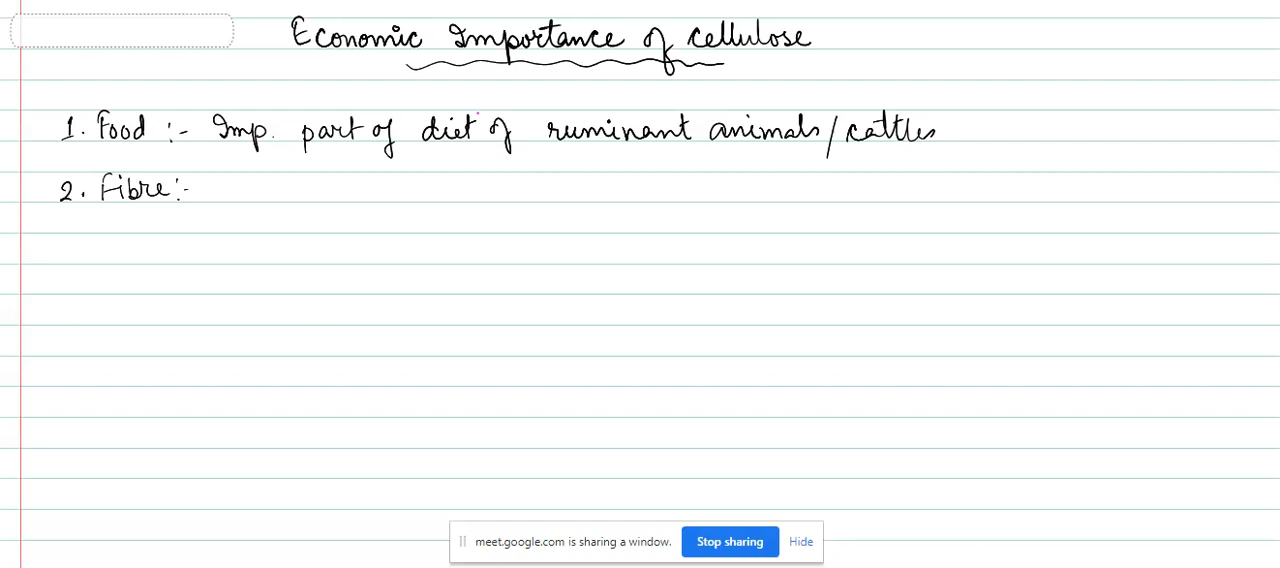 Economic Importance of cellulose
1. Food :- Imp. part of diet of ruminant animals/cattles
2. Fibre:-
meet.google.com is sharing a window. Stop sharing Hide